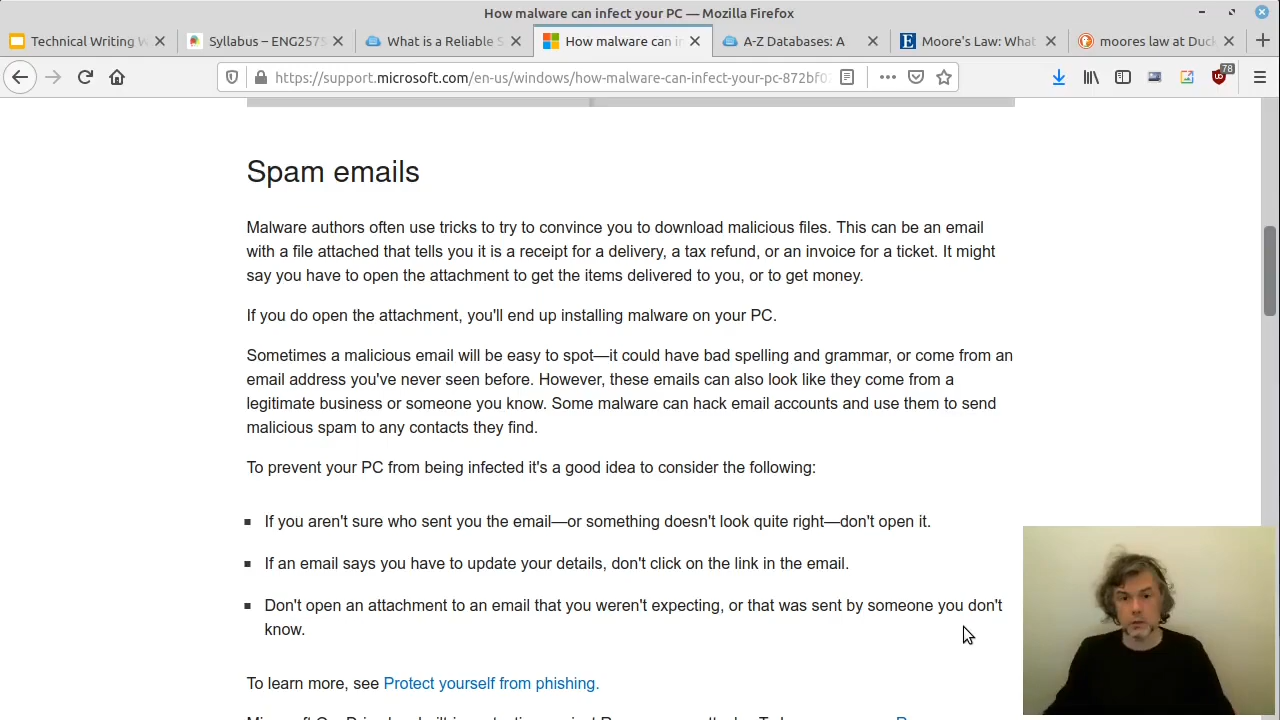 How malware can infect your PC — Mozilla Firefox
Technical Writing W
Syllabus – ENG2575
What is a Reliable S
How malware can in
A-Z Databases: A
Moore's Law: What
moores law at Duck
https://support.microsoft.com/en-us/windows/how-malware-can-infect-your-pc-872bf0
78
Spam emails
Malware authors often use tricks to try to convince you to download malicious files. This can be an email
with a file attached that tells you it is a receipt for a delivery, a tax refund, or an invoice for a ticket. It might
say you have to open the attachment to get the items delivered to you, or to get money.
If you do open the attachment, you'll end up installing malware on your PC.
Sometimes a malicious email will be easy to spot—it could have bad spelling and grammar, or come from an
email address you've never seen before. However, these emails can also look like they come from a
legitimate business or someone you know. Some malware can hack email accounts and use them to send
malicious spam to any contacts they find.
To prevent your PC from being infected it's a good idea to consider the following:
If you aren't sure who sent you the email—or something doesn't look quite right—don't open it.
If an email says you have to update your details, don't click on the link in the email.
Don't open an attachment to an email that you weren't expecting, or that was sent by someone you don't
know.
To learn more, see Protect yourself from phishing.